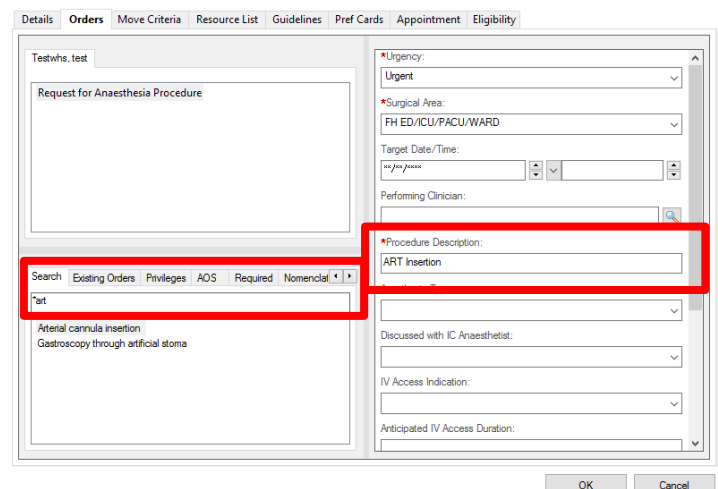 Details Orders Move Criteria Resource List Guidelines Pref Cards Appointment Eligibility
Testwhs, test
Request for Anaesthesia Procedure
Search Existing Orders Privileges AOS Required Nomenclat
*art
Arterial cannula insertion
Gastroscopy through artificial stoma
*Urgency:
Urgent
*Surgical Area:
FH ED/ICU/PACU/WARD
Target Date/Time:
**/**/****
Performing Clinician:
*Procedure Description:
ART Insertion
Discussed with IC Anaesthetist:
IV Access Indication:
Anticipated IV Access Duration:
OK Cancel